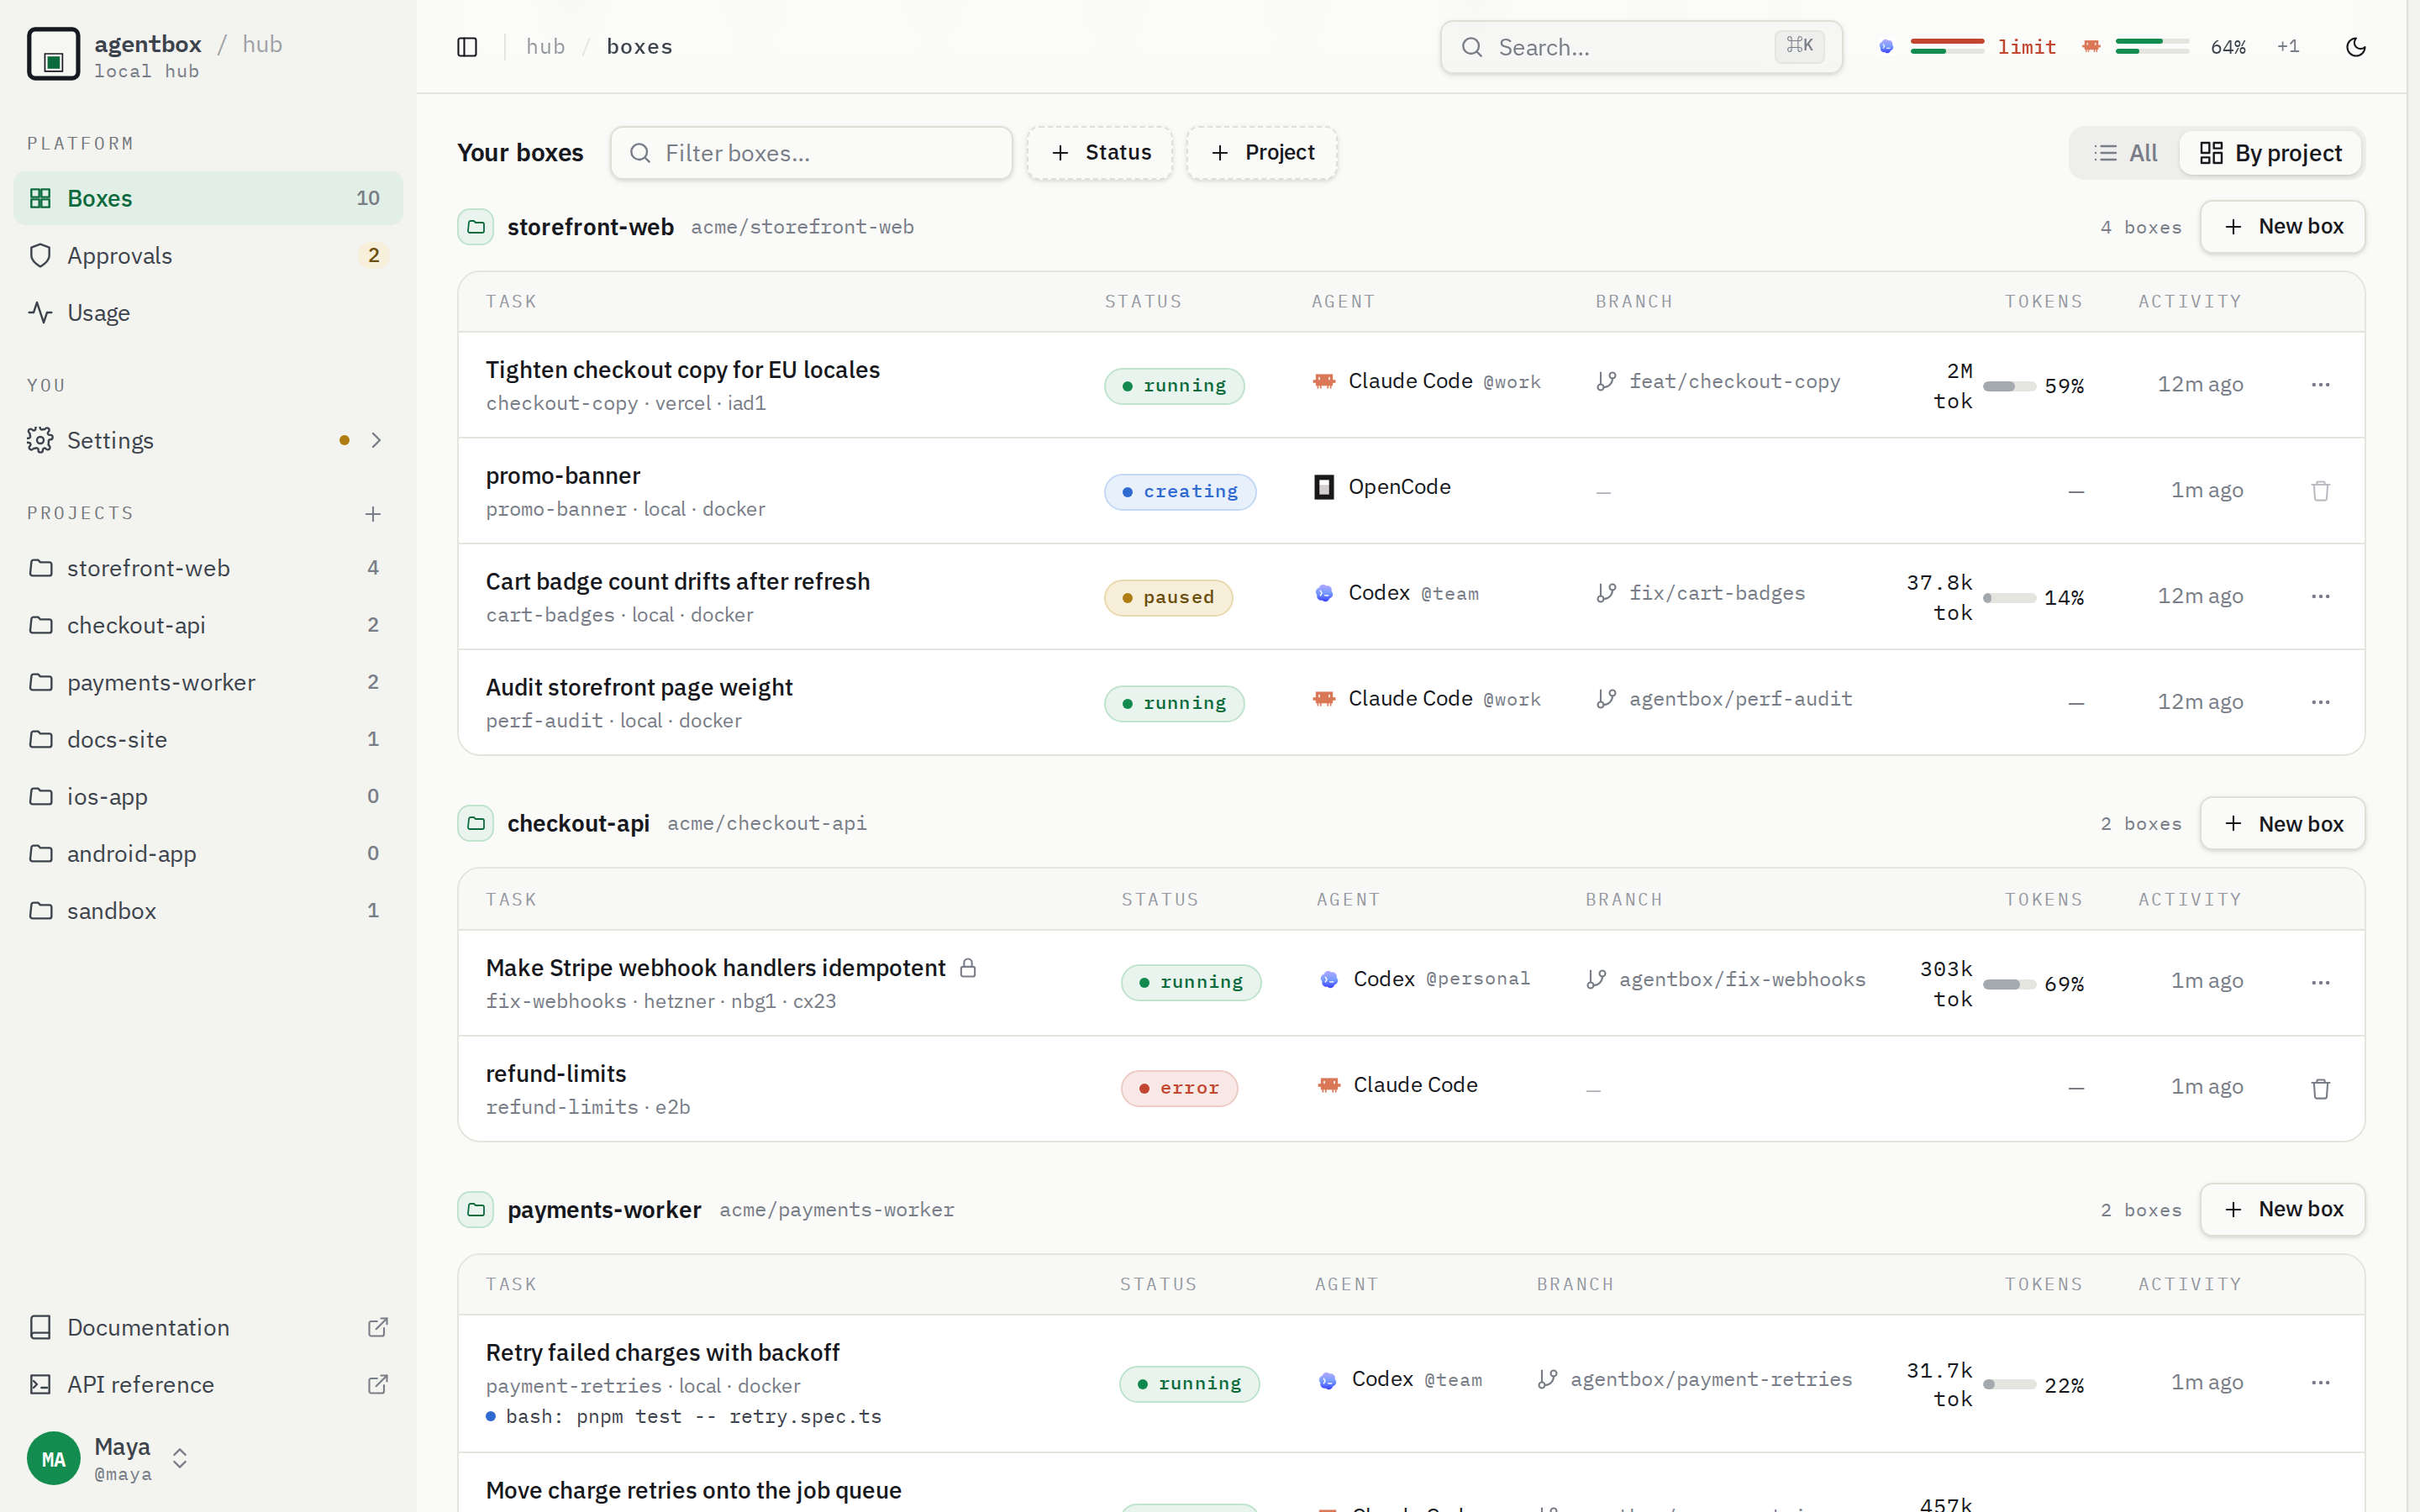 agentbox / hub
local hub
PLATFORM
Boxes 10
Approvals 2
Usage
YOU
Settings
PROJECTS
storefront-web 4
checkout-api 2
payments-worker 2
docs-site 1
ios-app 0
android-app 0
sandbox 1
Documentation
API reference
MA
Maya
@maya
hub / boxes
Search... ⌘K
limit
64%
+1
Your boxes
Filter boxes...
+ Status
+ Project
All
By project
storefront-web acme/storefront-web
4 boxes
+ New box
TASK STATUS AGENT BRANCH TOKENS ACTIVITY
Tighten checkout copy for EU locales
checkout-copy · vercel · iad1
running
Claude Code @work
feat/checkout-copy
2M
tok
59%
12m ago
promo-banner
promo-banner · local · docker
creating
OpenCode
—
—
1m ago
Cart badge count drifts after refresh
cart-badges · local · docker
paused
Codex @team
fix/cart-badges
37.8k
tok
14%
12m ago
Audit storefront page weight
perf-audit · local · docker
running
Claude Code @work
agentbox/perf-audit
—
12m ago
checkout-api acme/checkout-api
2 boxes
+ New box
TASK STATUS AGENT BRANCH TOKENS ACTIVITY
Make Stripe webhook handlers idempotent
fix-webhooks · hetzner · nbg1 · cx23
running
Codex @personal
agentbox/fix-webhooks
303k
tok
69%
1m ago
refund-limits
refund-limits · e2b
error
Claude Code
—
—
1m ago
payments-worker acme/payments-worker
2 boxes
+ New box
TASK STATUS AGENT BRANCH TOKENS ACTIVITY
Retry failed charges with backoff
payment-retries · local · docker
bash: pnpm test -- retry.spec.ts
running
Codex @team
agentbox/payment-retries
31.7k
tok
22%
1m ago
Move charge retries onto the job queue
457k